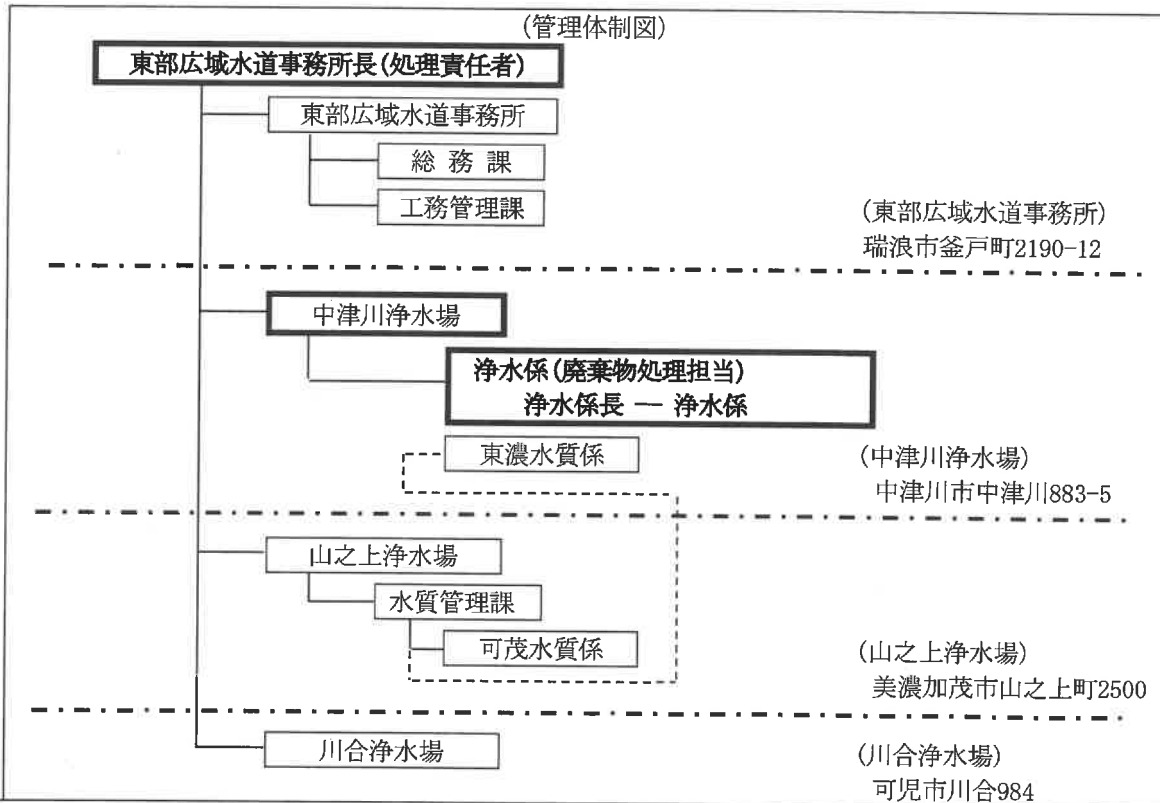 (管理体制図)
東部広域水道事務所長(処理責任者)
東部広域水道事務所
総 務 課
工務管理課
(東部広域水道事務所)
瑞浪市釜戸町2190-12
中津川浄水場
浄水係(廃棄物処理担当)
浄水係長 ― 浄水係
東濃水質係
(中津川浄水場)
中津川市中津川883-5
山之上浄水場
水質管理課
可茂水質係
(山之上浄水場)
美濃加茂市山之上町2500
川合浄水場
(川合浄水場)
可児市川合984